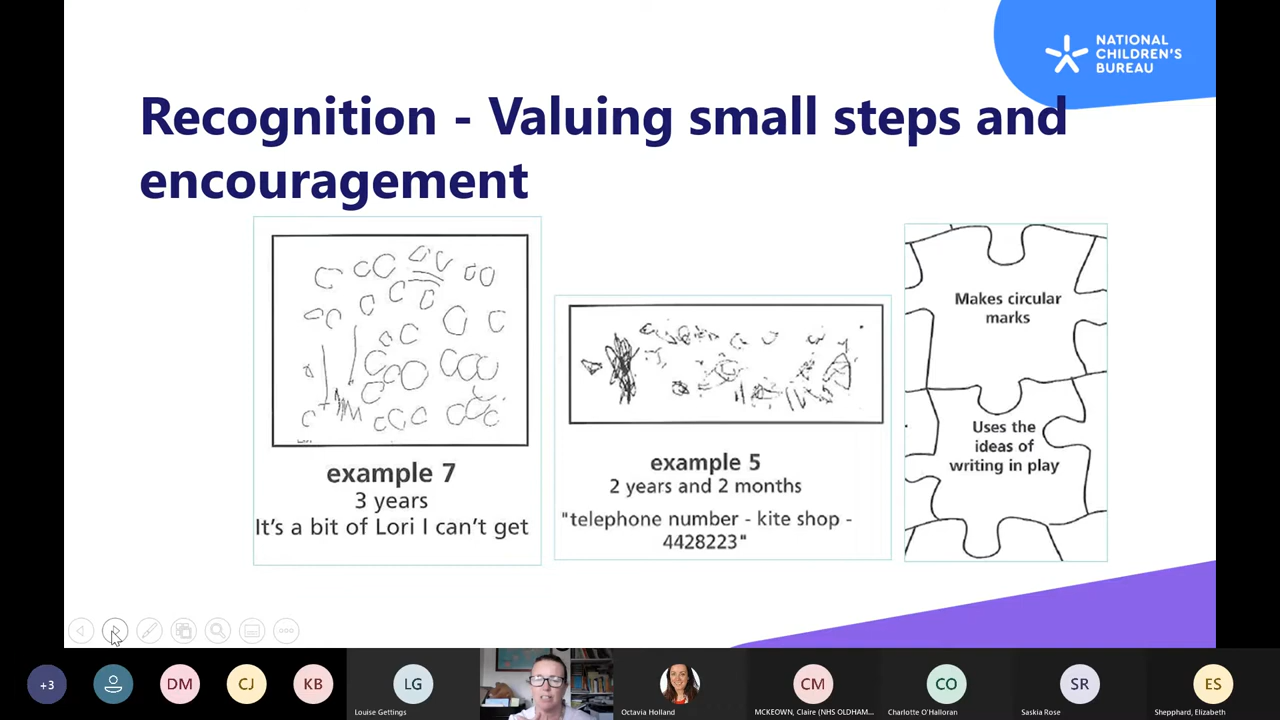 NATIONAL
CHILDREN'S
BUREAU
Recognition - Valuing small steps and
encouragement
example 7
3 years
It's a bit of Lori I can't get
example 5
2 years and 2 months
"telephone number - kite shop -
4428223"
Makes circular
marks
Uses the
ideas of
writing in play
+3
DM
CJ
KB
LG
Louise Gettings
Octavia Holland
CM
MCKEOWN, Claire (NHS OLDHAM...
CO
Charlotte O'Halloran
SR
Saskia Rose
ES
Shepphard, Elizabeth